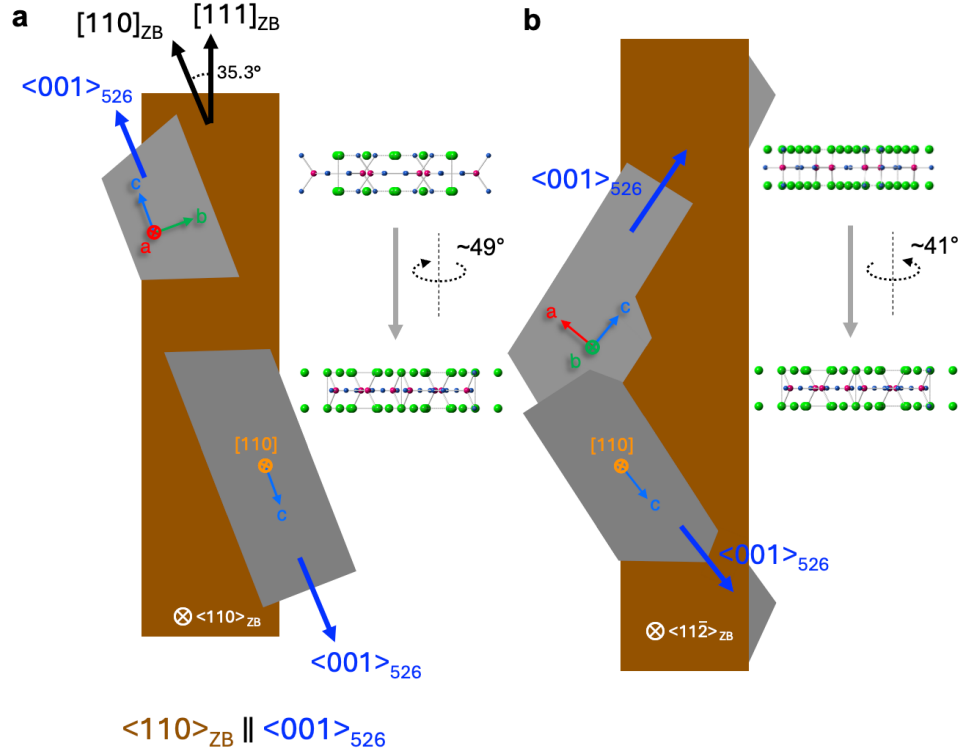 a
[110]ZB
[111]ZB
35.3°
<001>526
c
b
a
~49°
[110]
c
<110>ZB
<001>526
<110>ZB ∥ <001>526
b
<001>526
~41°
a
c
b
[110]
c
<001>526
<112̅>ZB